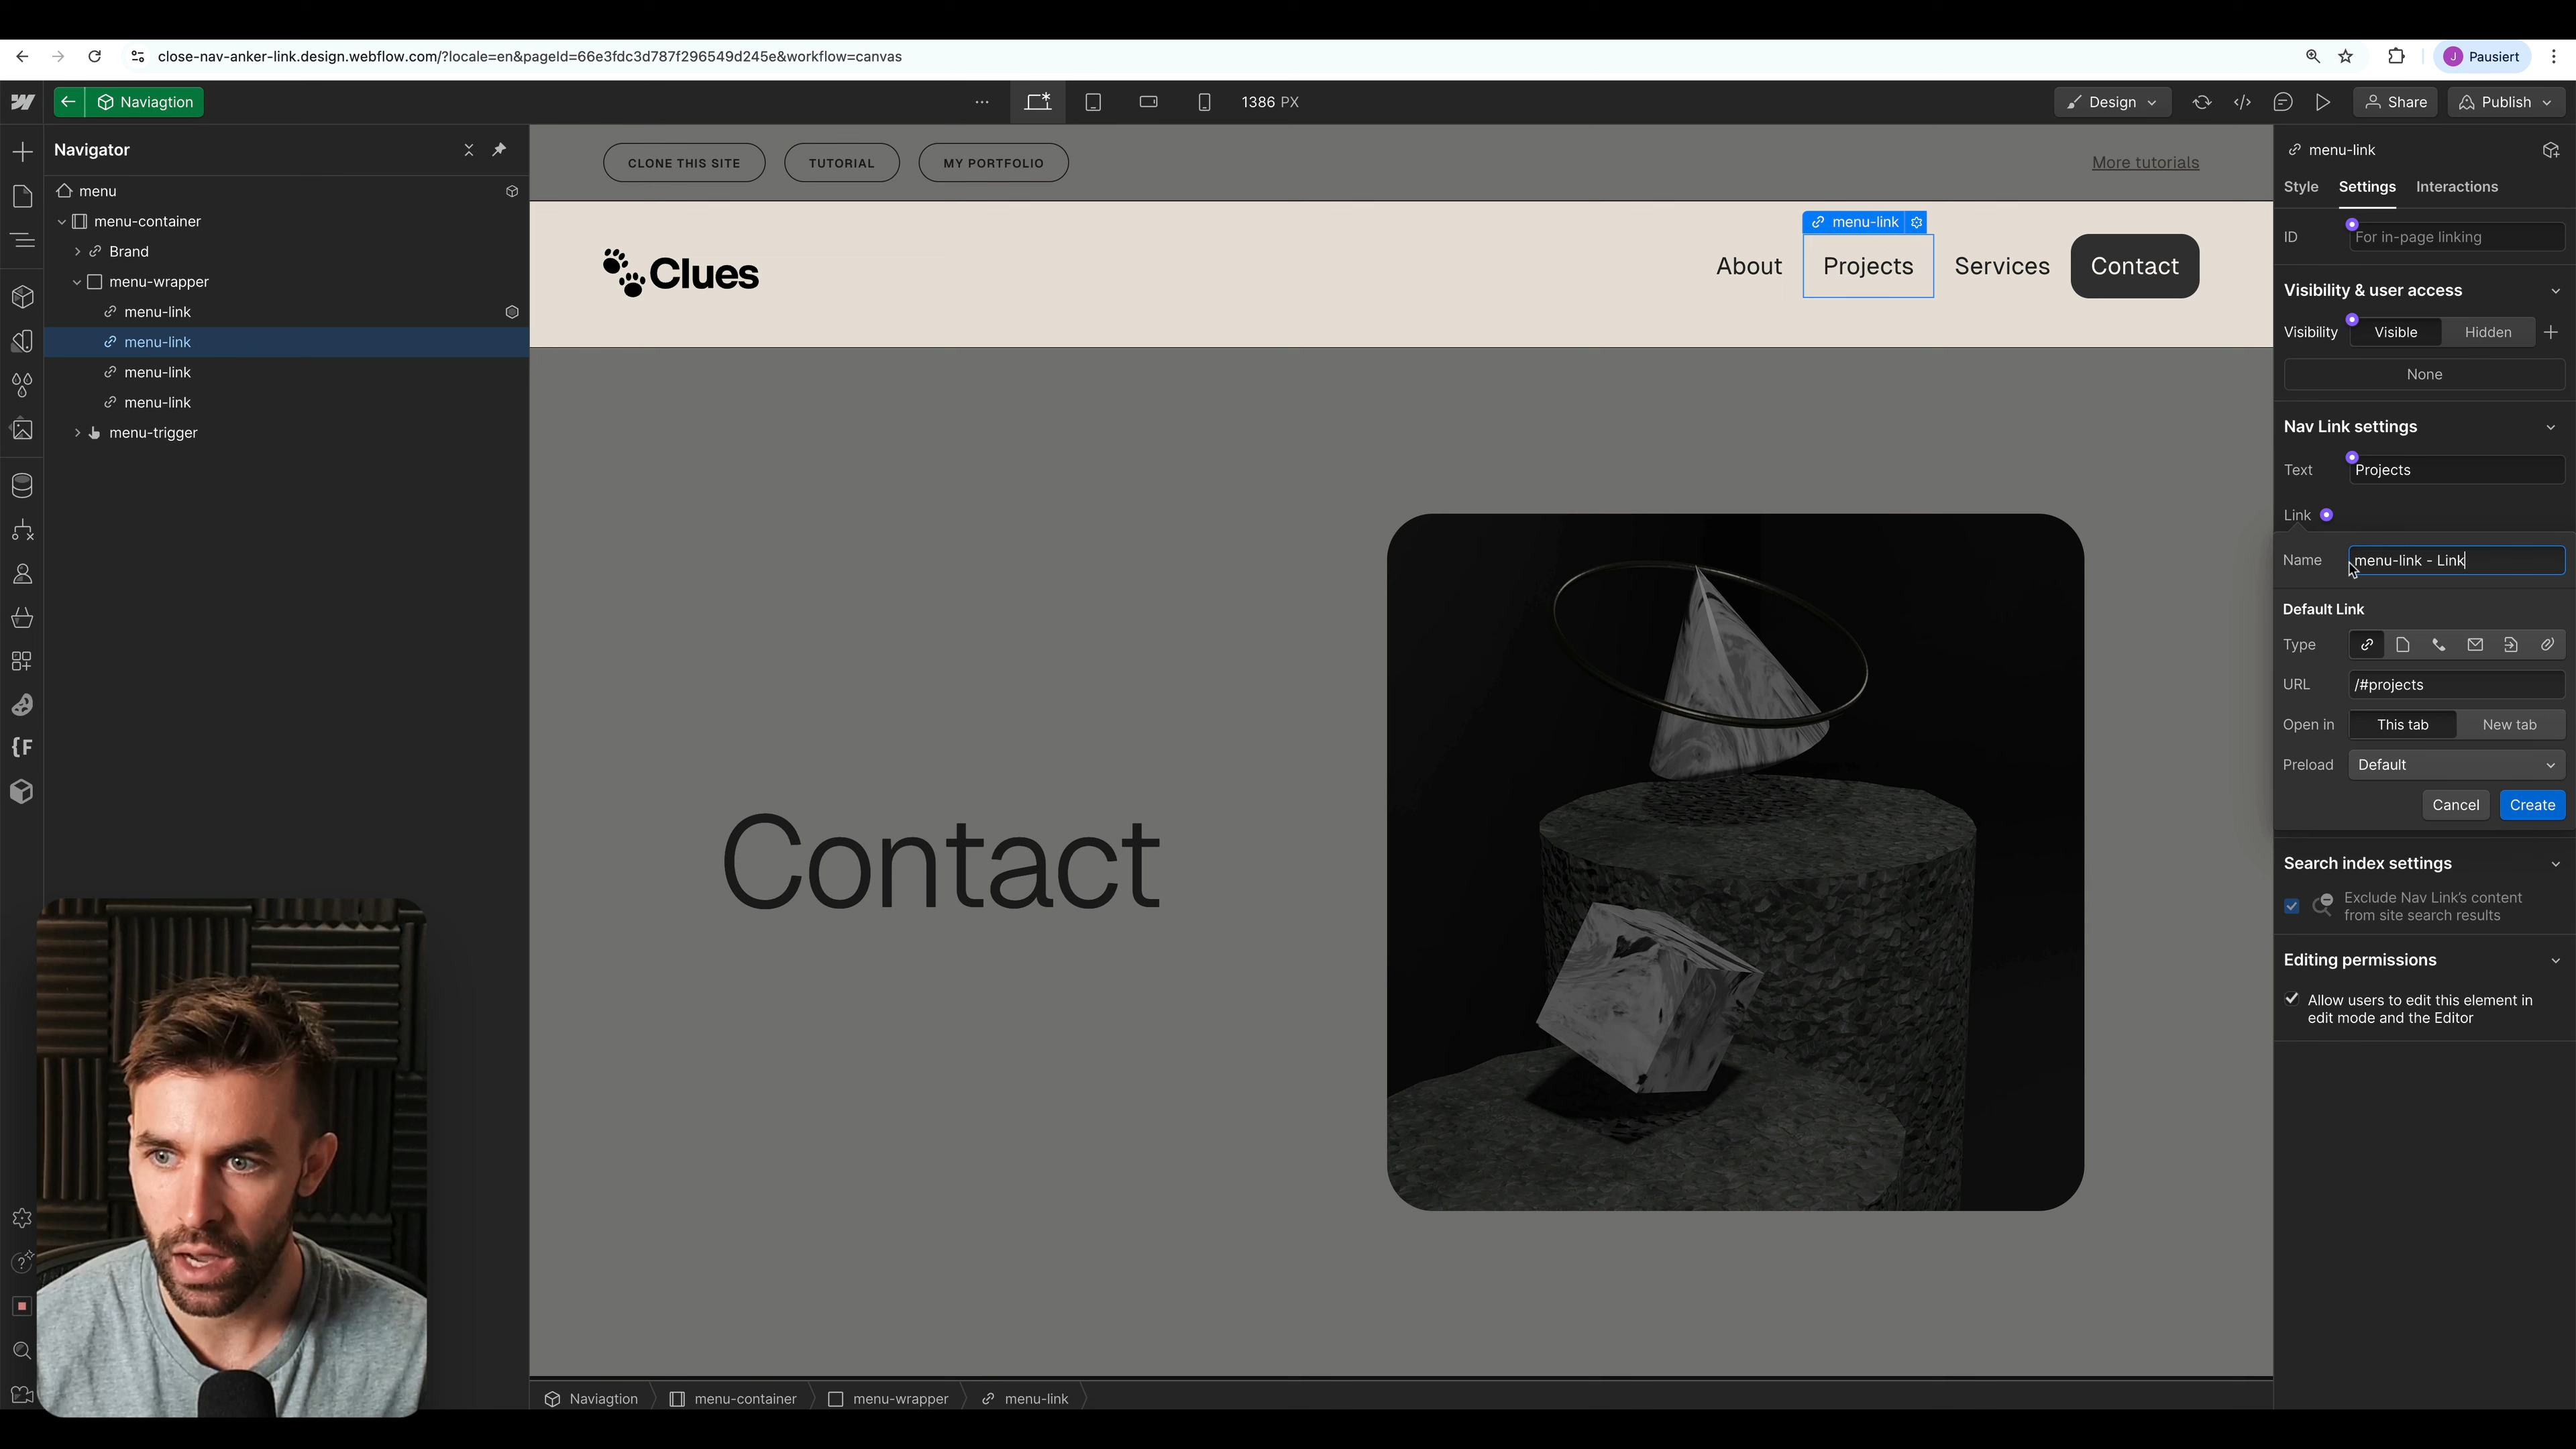 close-nav-anker-link.design.webflow.com/?locale=en&pageId=66e3fdc3d787f296549d245e&workflow=canvas
J Pausiert
Naviagtion
1386 PX
Design
Share
Publish
Navigator
menu
menu-container
Brand
menu-wrapper
menu-link
menu-link
menu-link
menu-link
menu-trigger
CLONE THIS SITE
TUTORIAL
MY PORTFOLIO
More tutorials
Clues
menu-link
About
Projects
Services
Contact
Contact
menu-link
Style
Settings
Interactions
ID
For in-page linking
Visibility & user access
Visibility
Visible
Hidden
None
Nav Link settings
Text
Projects
Link
Name
menu-link - Link
Default Link
Type
URL
/#projects
Open in
This tab
New tab
Preload
Default
Cancel
Create
Search index settings
Exclude Nav Link's content
from site search results
Editing permissions
Allow users to edit this element in
edit mode and the Editor
Naviagtion
menu-container
menu-wrapper
menu-link